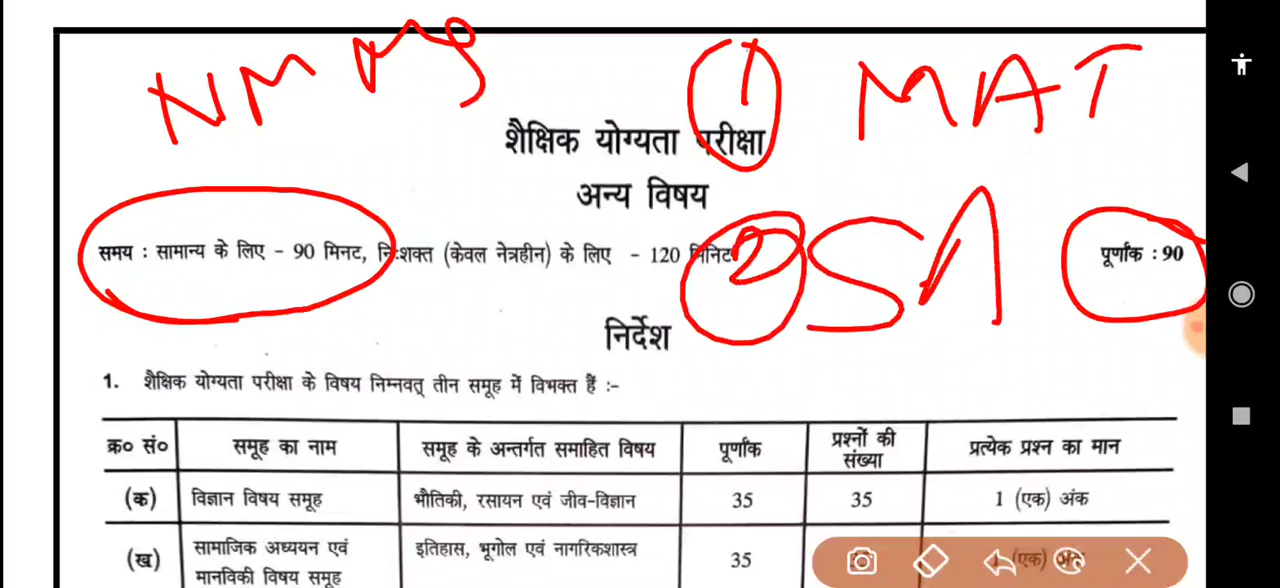 NMMS
1 MAT
शैक्षिक योग्यता परीक्षा
अन्य विषय
समय : सामान्य के लिए - 90 मिनट, निःशक्त (केवल नेत्रहीन) के लिए - 120 मिनिट
पूर्णांक : 90
2 SA
निर्देश
1. शैक्षिक योग्यता परीक्षा के विषय निम्नवत् तीन समूह में विभक्त हैं :-
क्र० सं० समूह का नाम समूह के अन्तर्गत समाहित विषय पूर्णांक प्रश्नों की संख्या प्रत्येक प्रश्न का मान
(क) विज्ञान विषय समूह भौतिकी, रसायन एवं जीव-विज्ञान 35 35 1 (एक) अंक
(ख) सामाजिक अध्ययन एवं मानविकी विषय समूह इतिहास, भूगोल एवं नागरिकशास्त्र 35 (एक)